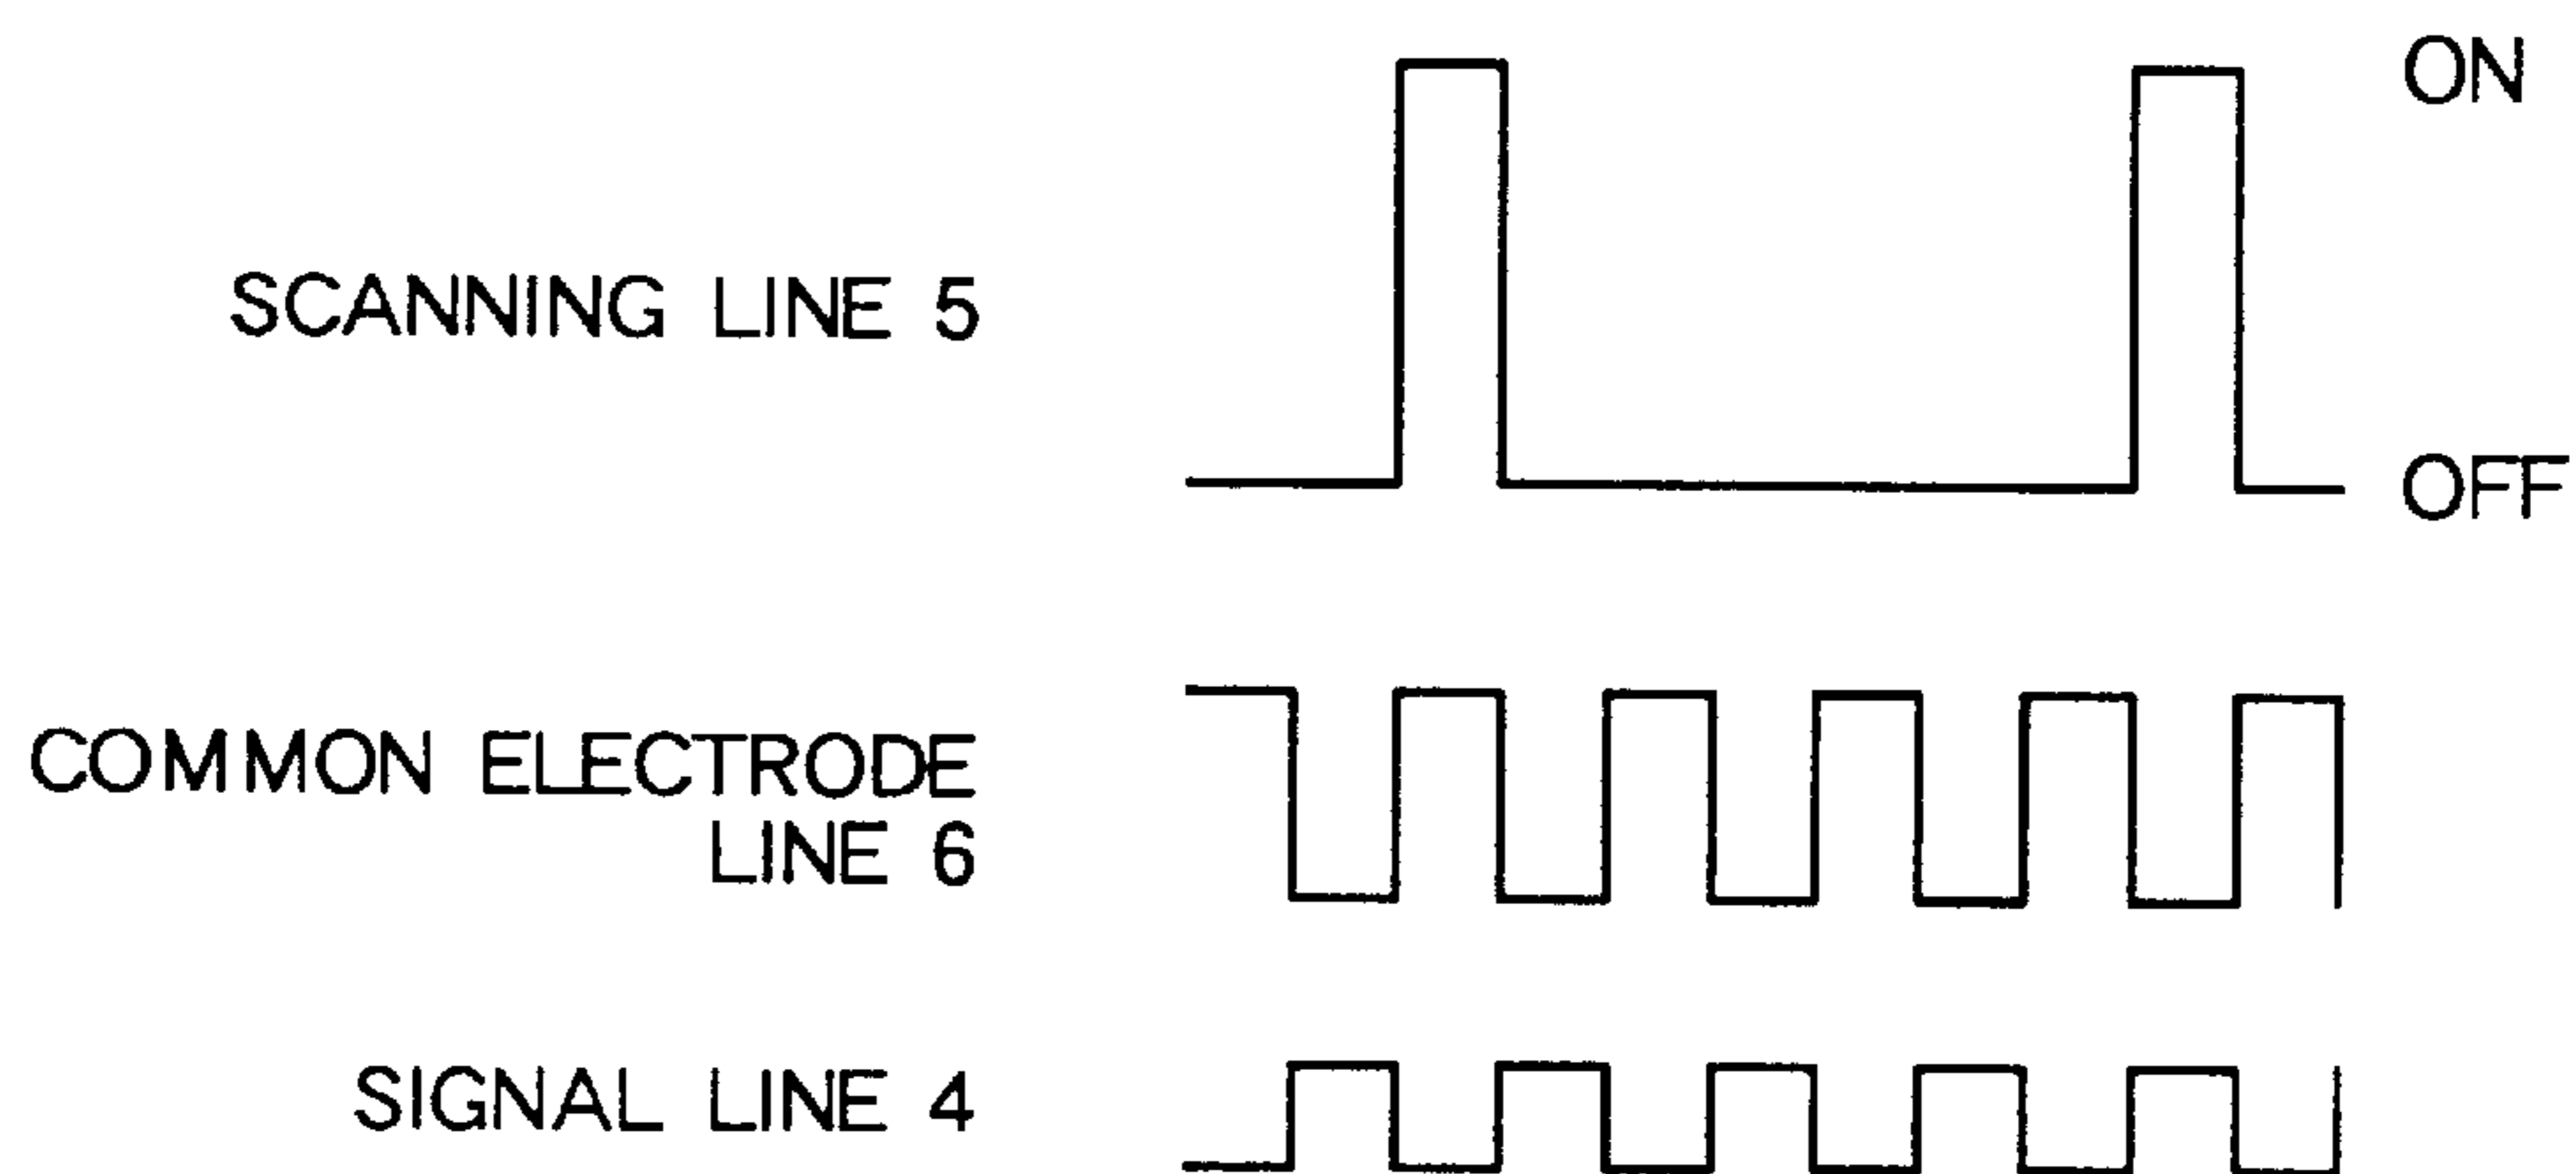 ON
SCANNING LINE 5
OFF
COMMON ELECTRODE
LINE 6
SIGNAL LINE 4